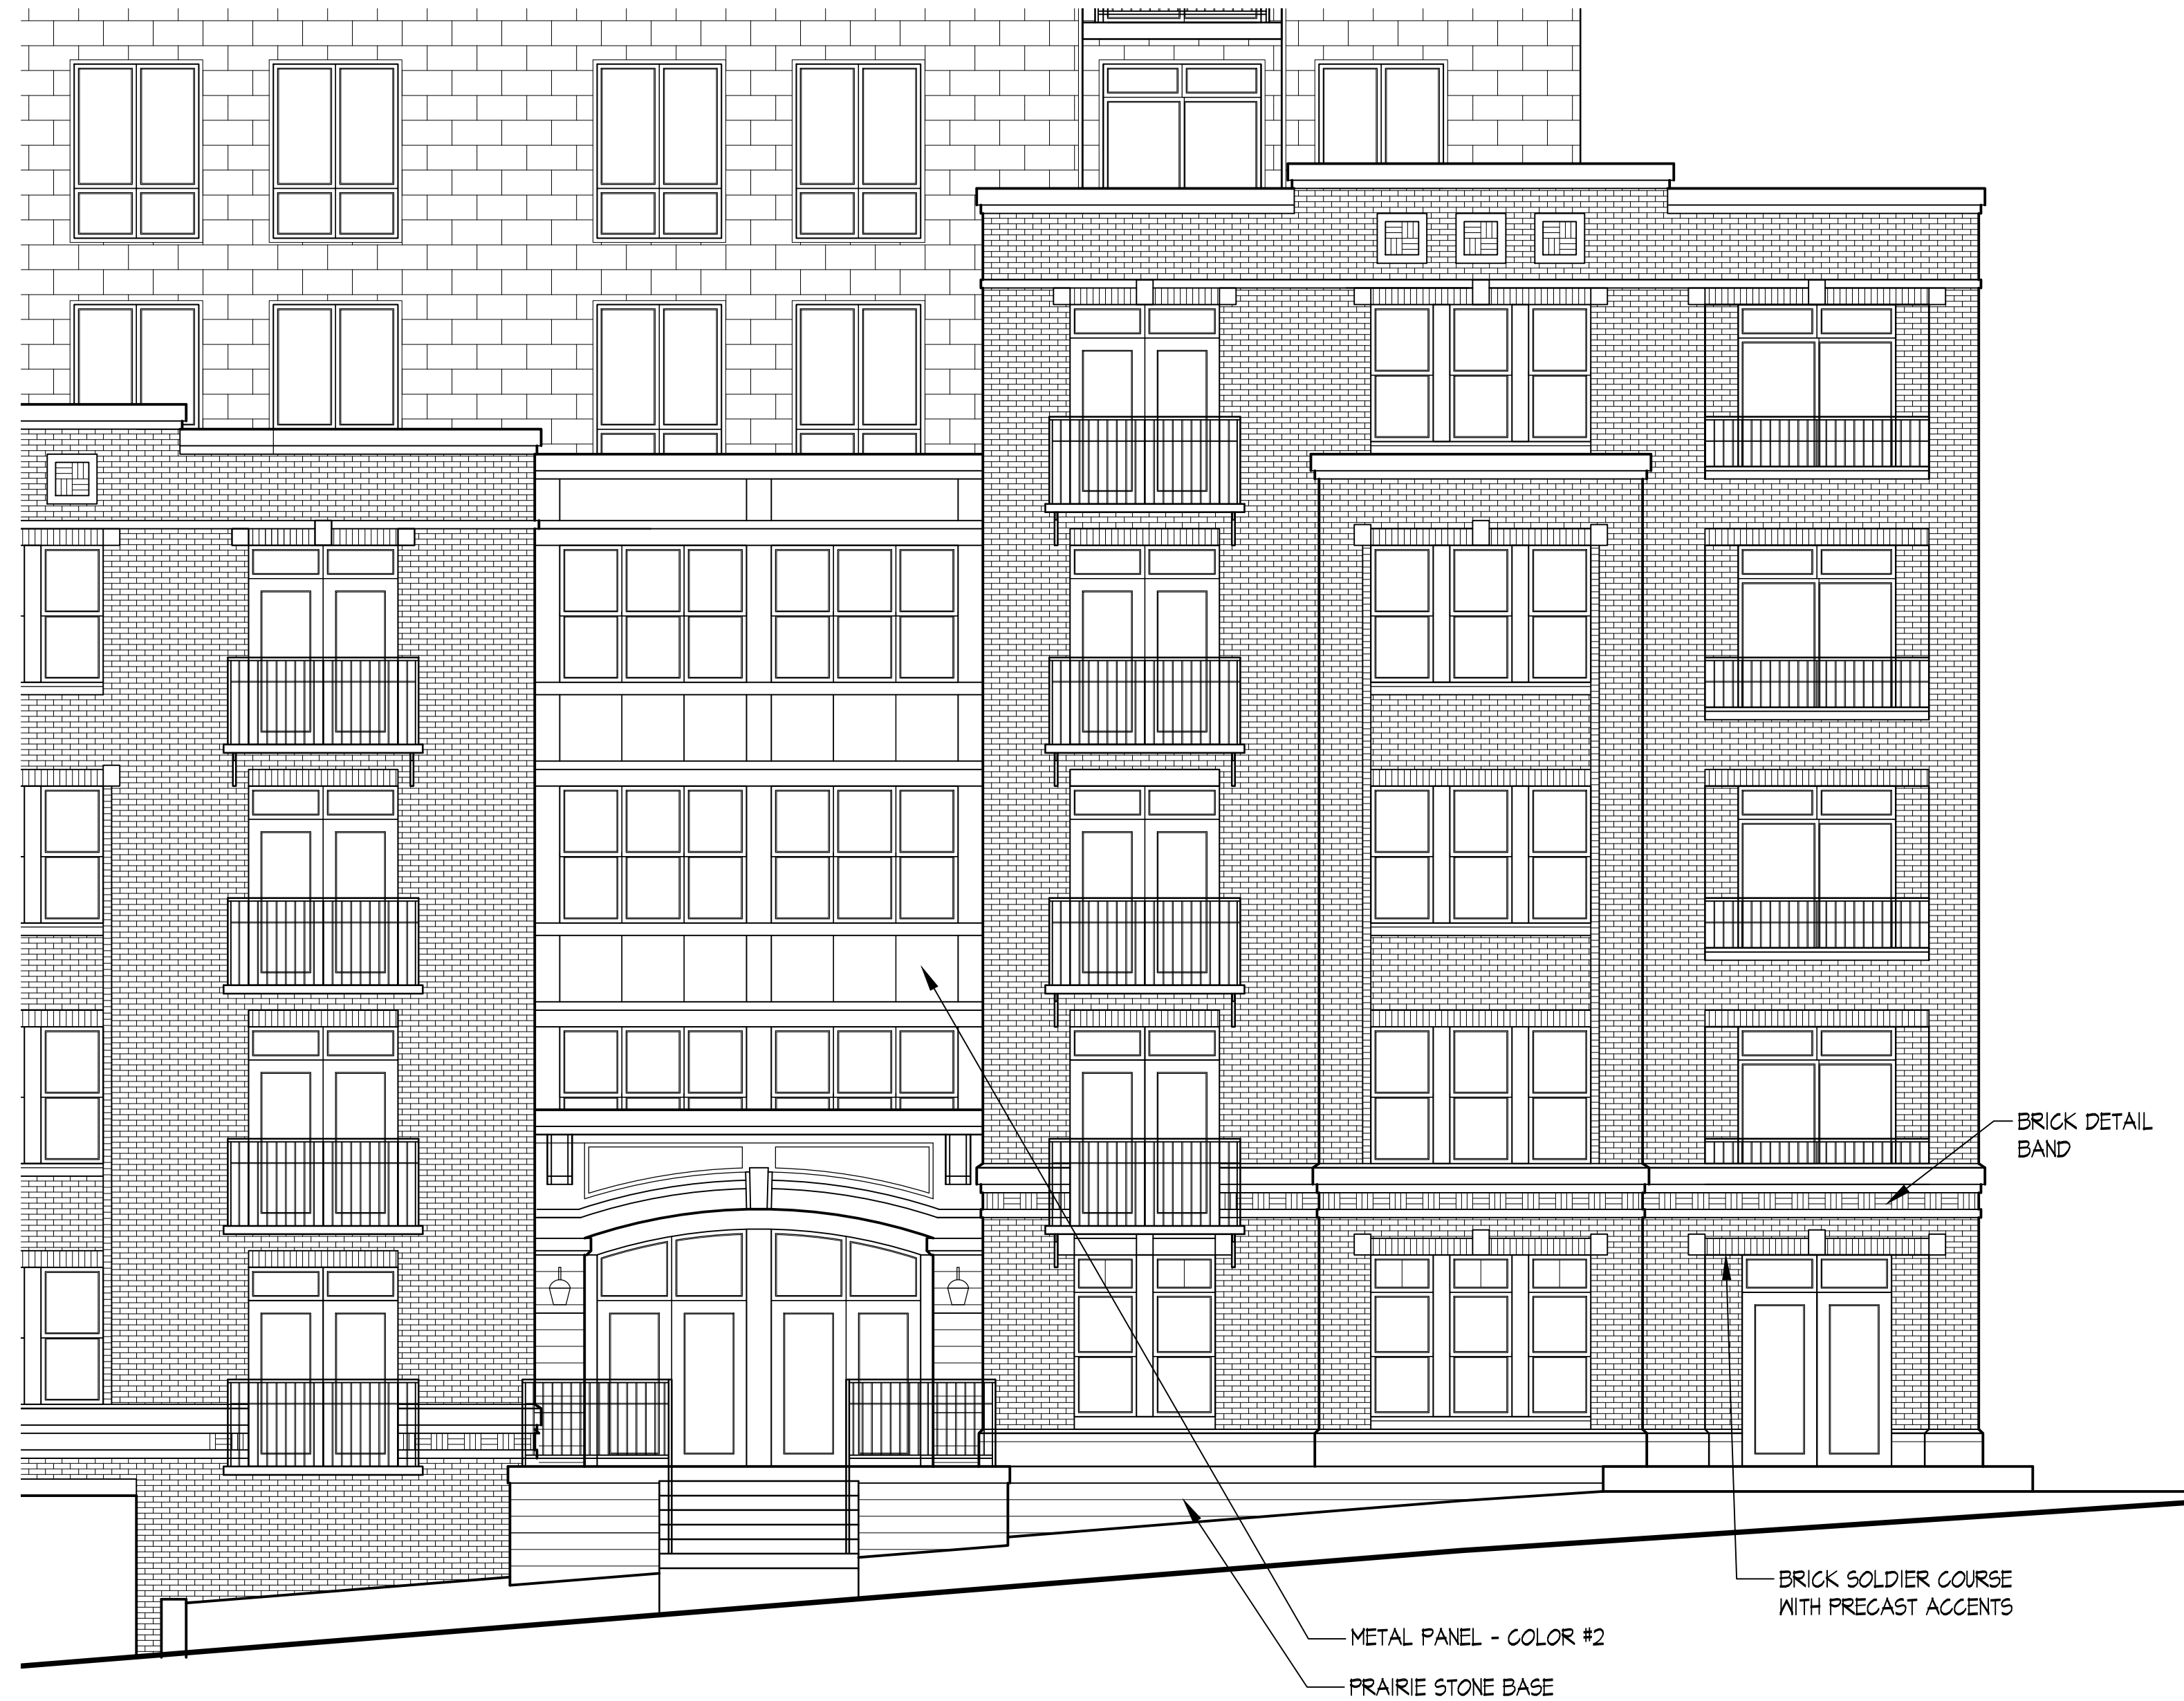 BRICK DETAIL
BAND
BRICK SOLDIER COURSE
WITH PRECAST ACCENTS
METAL PANEL - COLOR #2
PRAIRIE STONE BASE